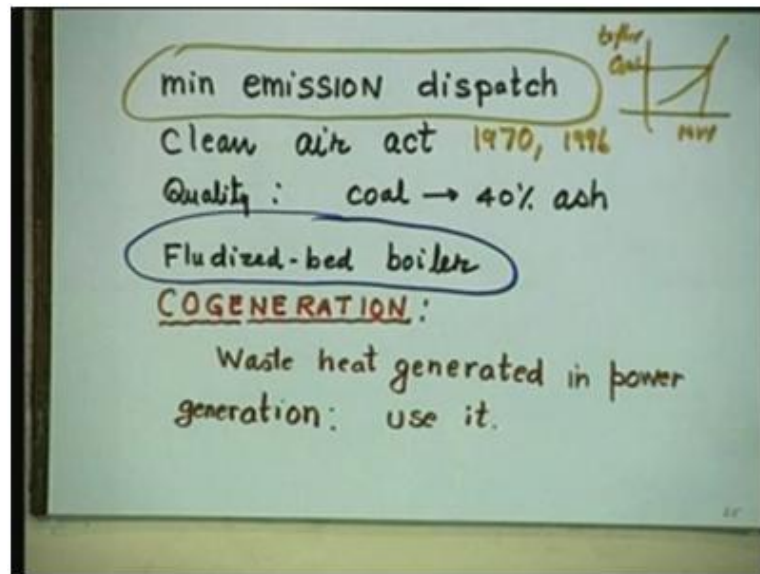 min EMISSION dispatch
Clean air act 1970, 1996
Quality : coal → 40% ash
Fludized-bed boiler
COGENERATION :
Waste heat generated in power
generation: use it.